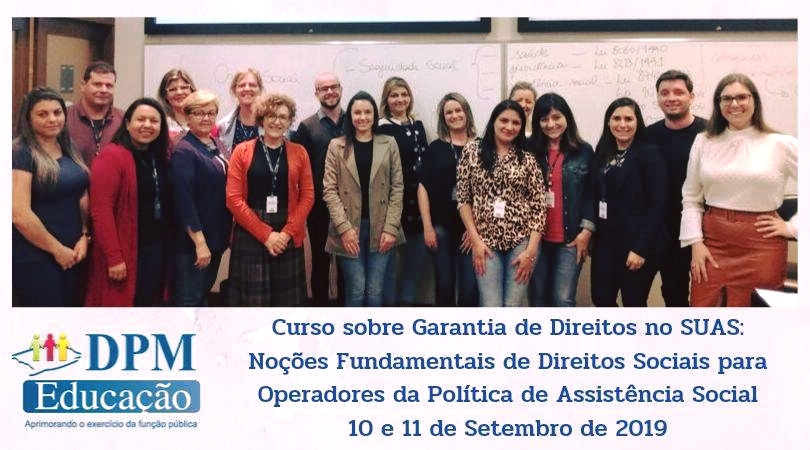 Seguridade Social
saúde - Lei 8080/1990
Lei 8213/1991
Social - Lei
DPM
Educação
Aprimorando o exercício da função pública
Curso sobre Garantia de Direitos no SUAS:
Noções Fundamentais de Direitos Sociais para
Operadores da Política de Assistência Social
10 e 11 de Setembro de 2019